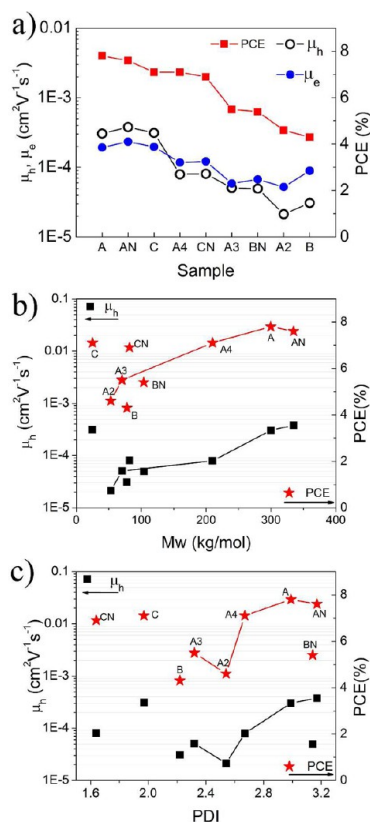 a)
0.01
1E-3
1E-4
1E-5
μh, μe (cm²V⁻¹s⁻¹)
PCE
μh
μe
8
6
4
2
0
PCE (%)
A AN C A4 CN A3 BN A2 B
Sample
b)
0.1
0.01
1E-3
1E-4
1E-5
μh (cm²V⁻¹s⁻¹)
μh
C
CN
A2
A3
B
BN
A4
A
AN
PCE
8
6
4
2
0
PCE(%)
0 100 200 300 400
Mw (kg/mol)
c)
0.1
0.01
1E-3
1E-4
1E-5
μh (cm²V⁻¹s⁻¹)
μh
CN
C
B
A3
A2
A4
A
AN
BN
PCE
8
6
4
2
0
PCE(%)
1.6 2.0 2.4 2.8 3.2
PDI